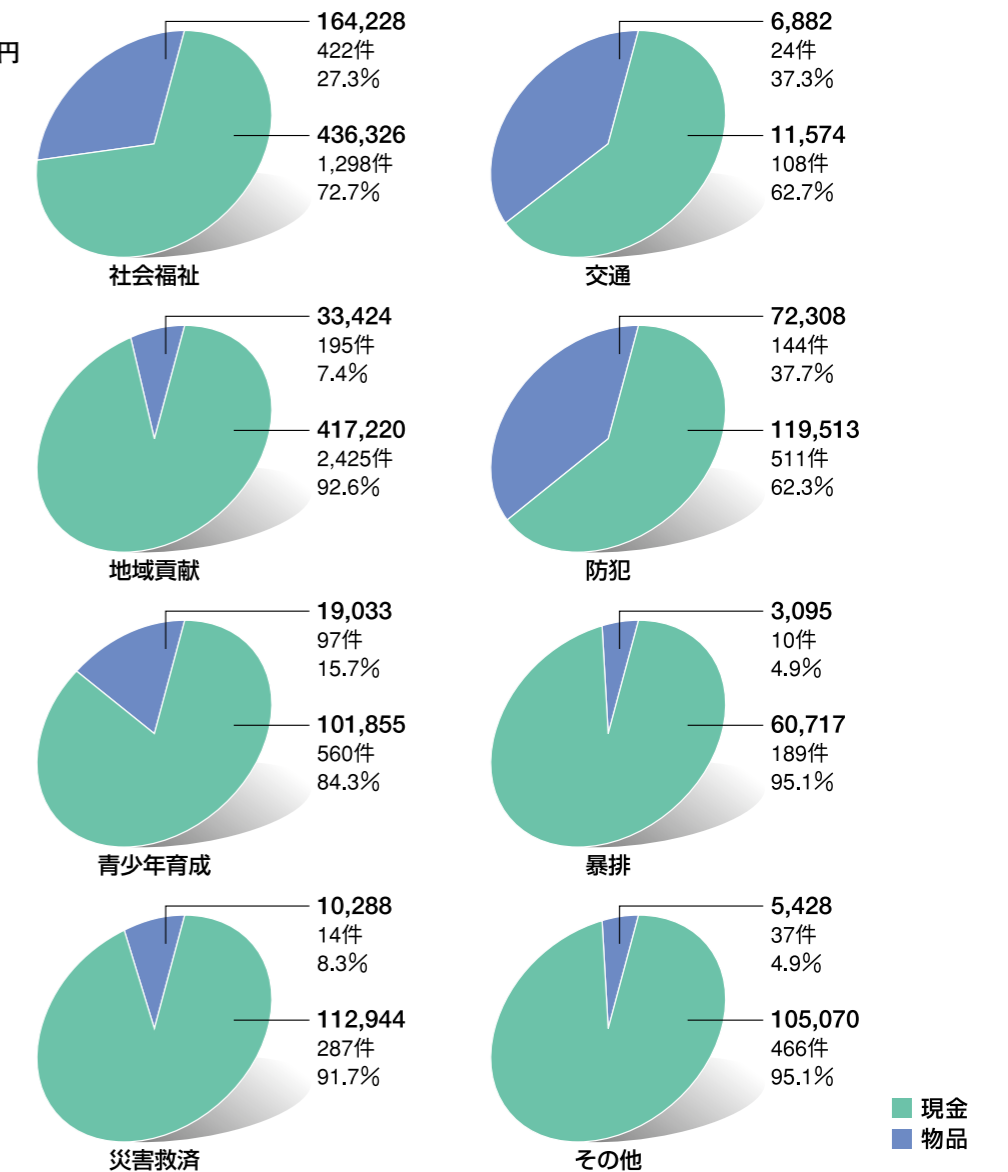 円
164,228
422件
27.3%
436,326
1,298件
72.7%
社会福祉
6,882
24件
37.3%
11,574
108件
62.7%
交通
33,424
195件
7.4%
417,220
2,425件
92.6%
地域貢献
72,308
144件
37.7%
119,513
511件
62.3%
防犯
19,033
97件
15.7%
101,855
560件
84.3%
青少年育成
3,095
10件
4.9%
60,717
189件
95.1%
暴排
10,288
14件
8.3%
112,944
287件
91.7%
災害救済
5,428
37件
4.9%
105,070
466件
95.1%
その他
現金
物品